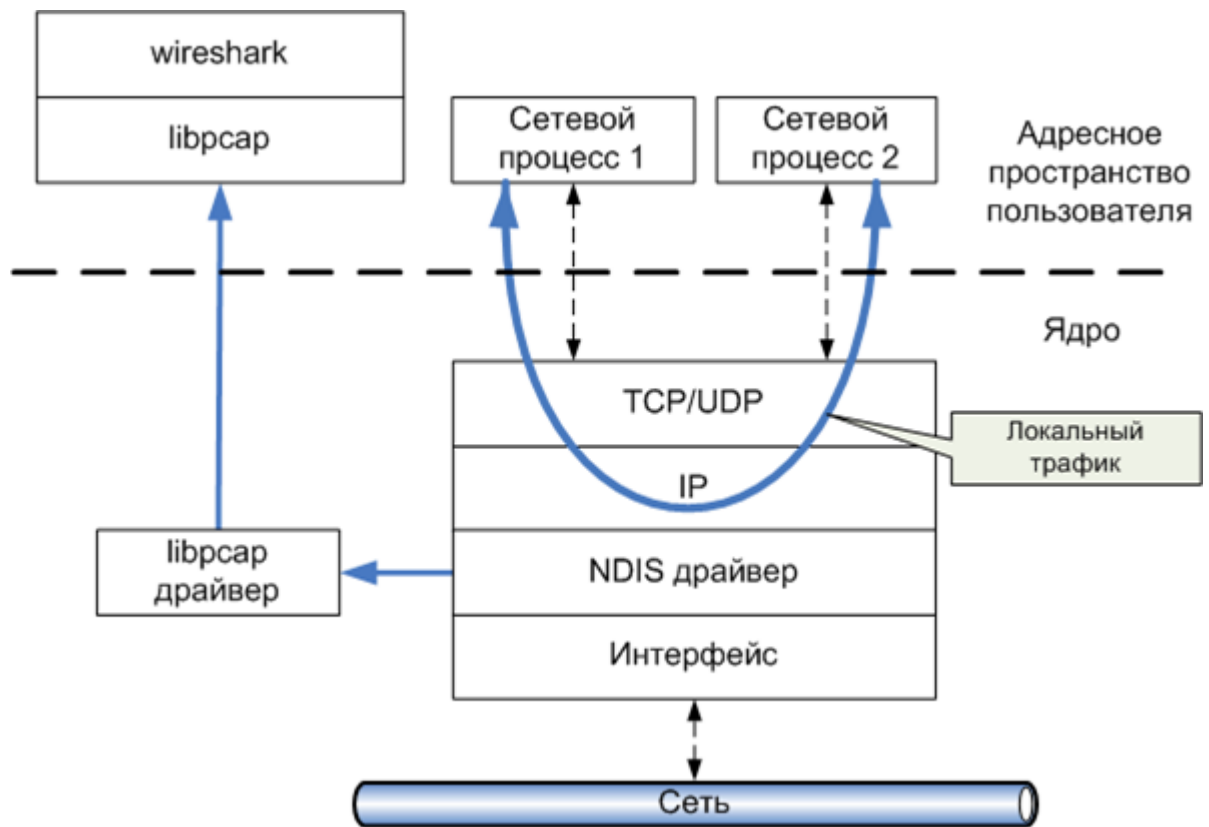 wireshark
libpcap
Сетевой
процесс 1
Сетевой
процесс 2
Адресное
пространство
пользователя
Ядро
TCP/UDP
Локальный
трафик
IP
libpcap
драйвер
NDIS драйвер
Интерфейс
Сеть